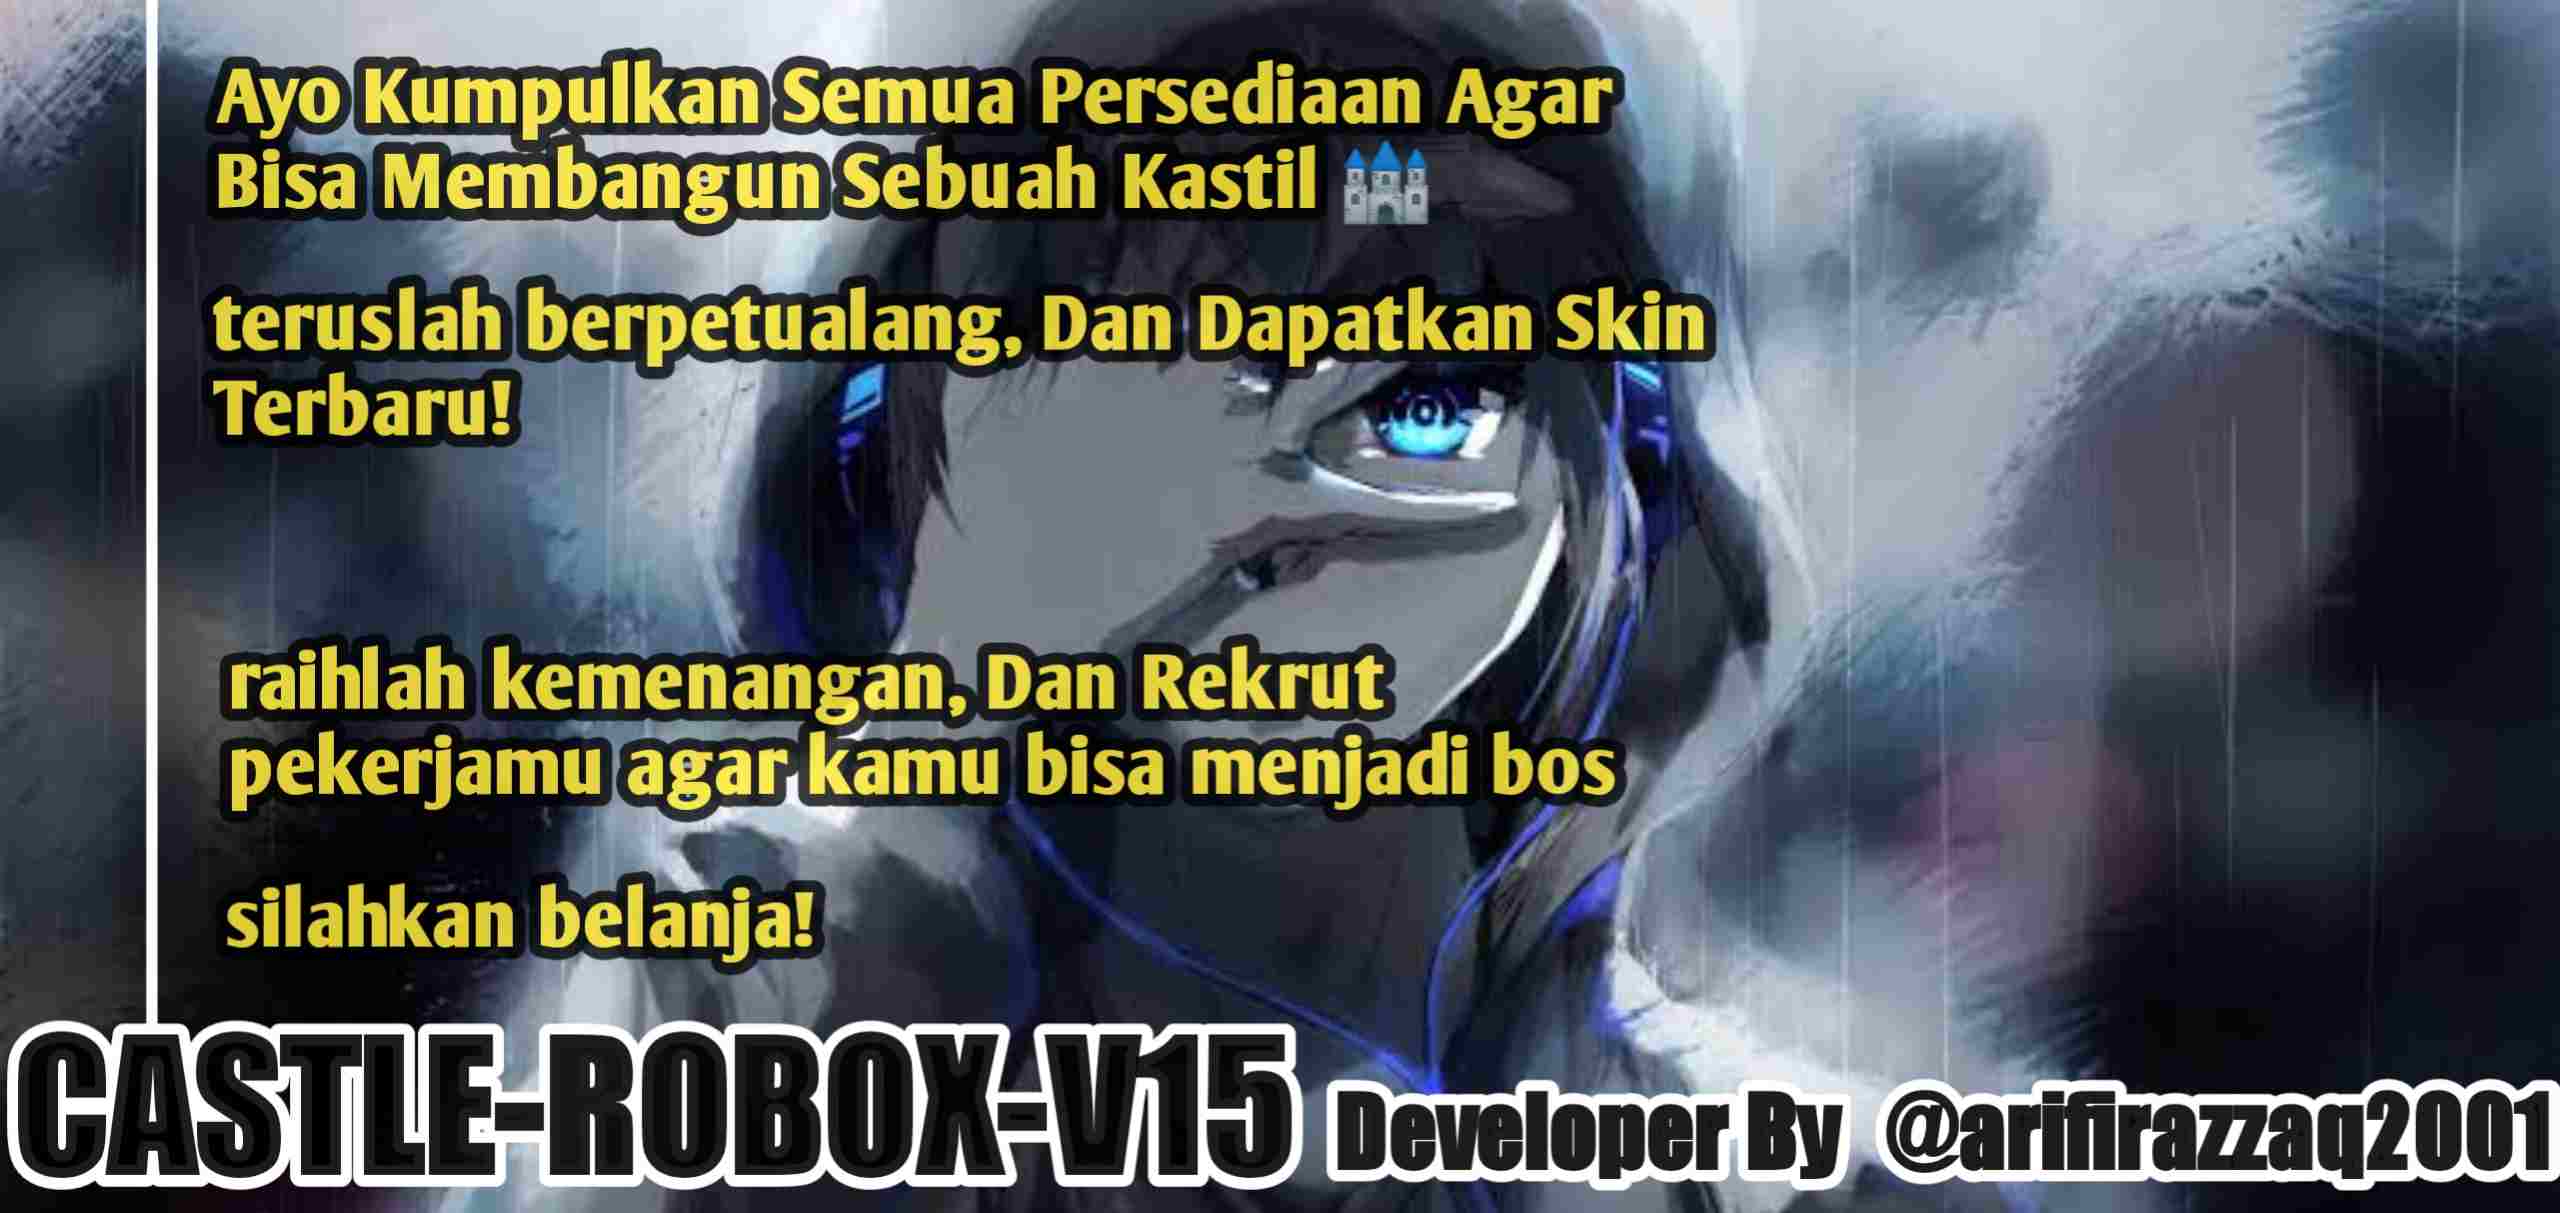 Ayo Kumpulkan Semua Persediaan Agar
Bisa Membangun Sebuah Kastil 🏰
teruslah berpetualang, Dan Dapatkan Skin
Terbaru!
raihlah kemenangan, Dan Rekrut
pekerjamu agar kamu bisa menjadi bos
silahkan belanja!
CASTLE-ROBOX-V15 Developer By @arifirazzaq2001